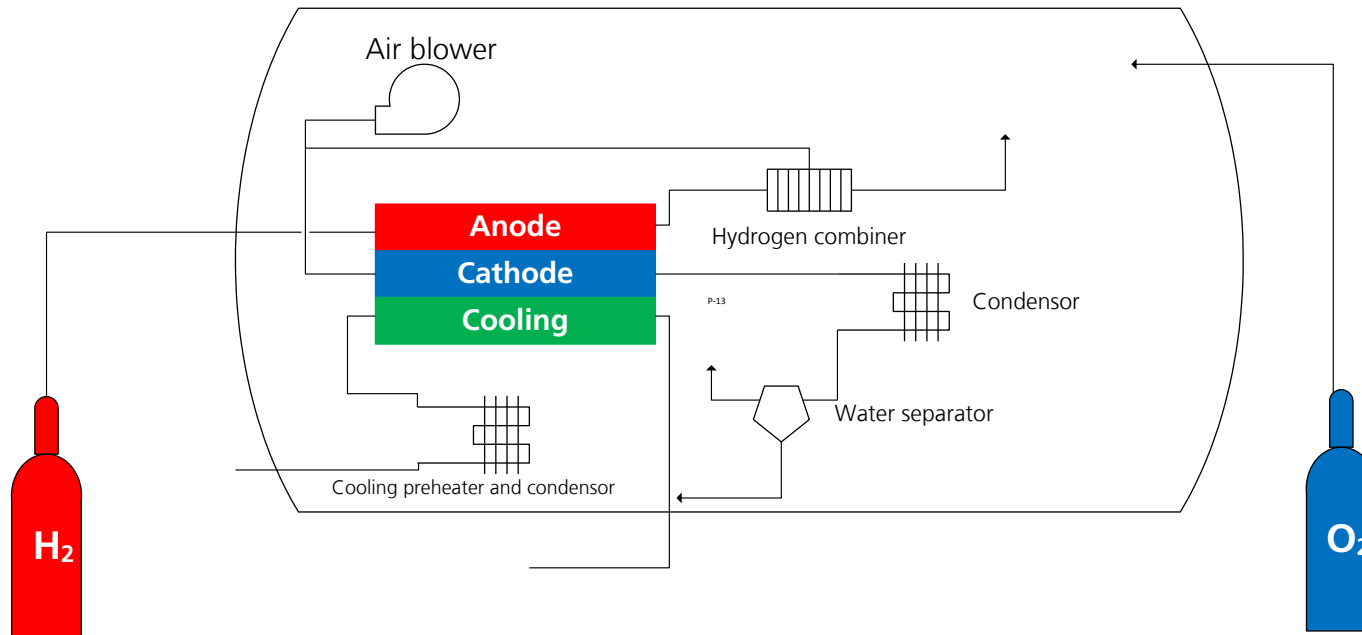 Air blower
Anode
Hydrogen combiner
Cathode
P-13
Condensor
Cooling
Water separator
Cooling preheater and condensor
H₂
O₂